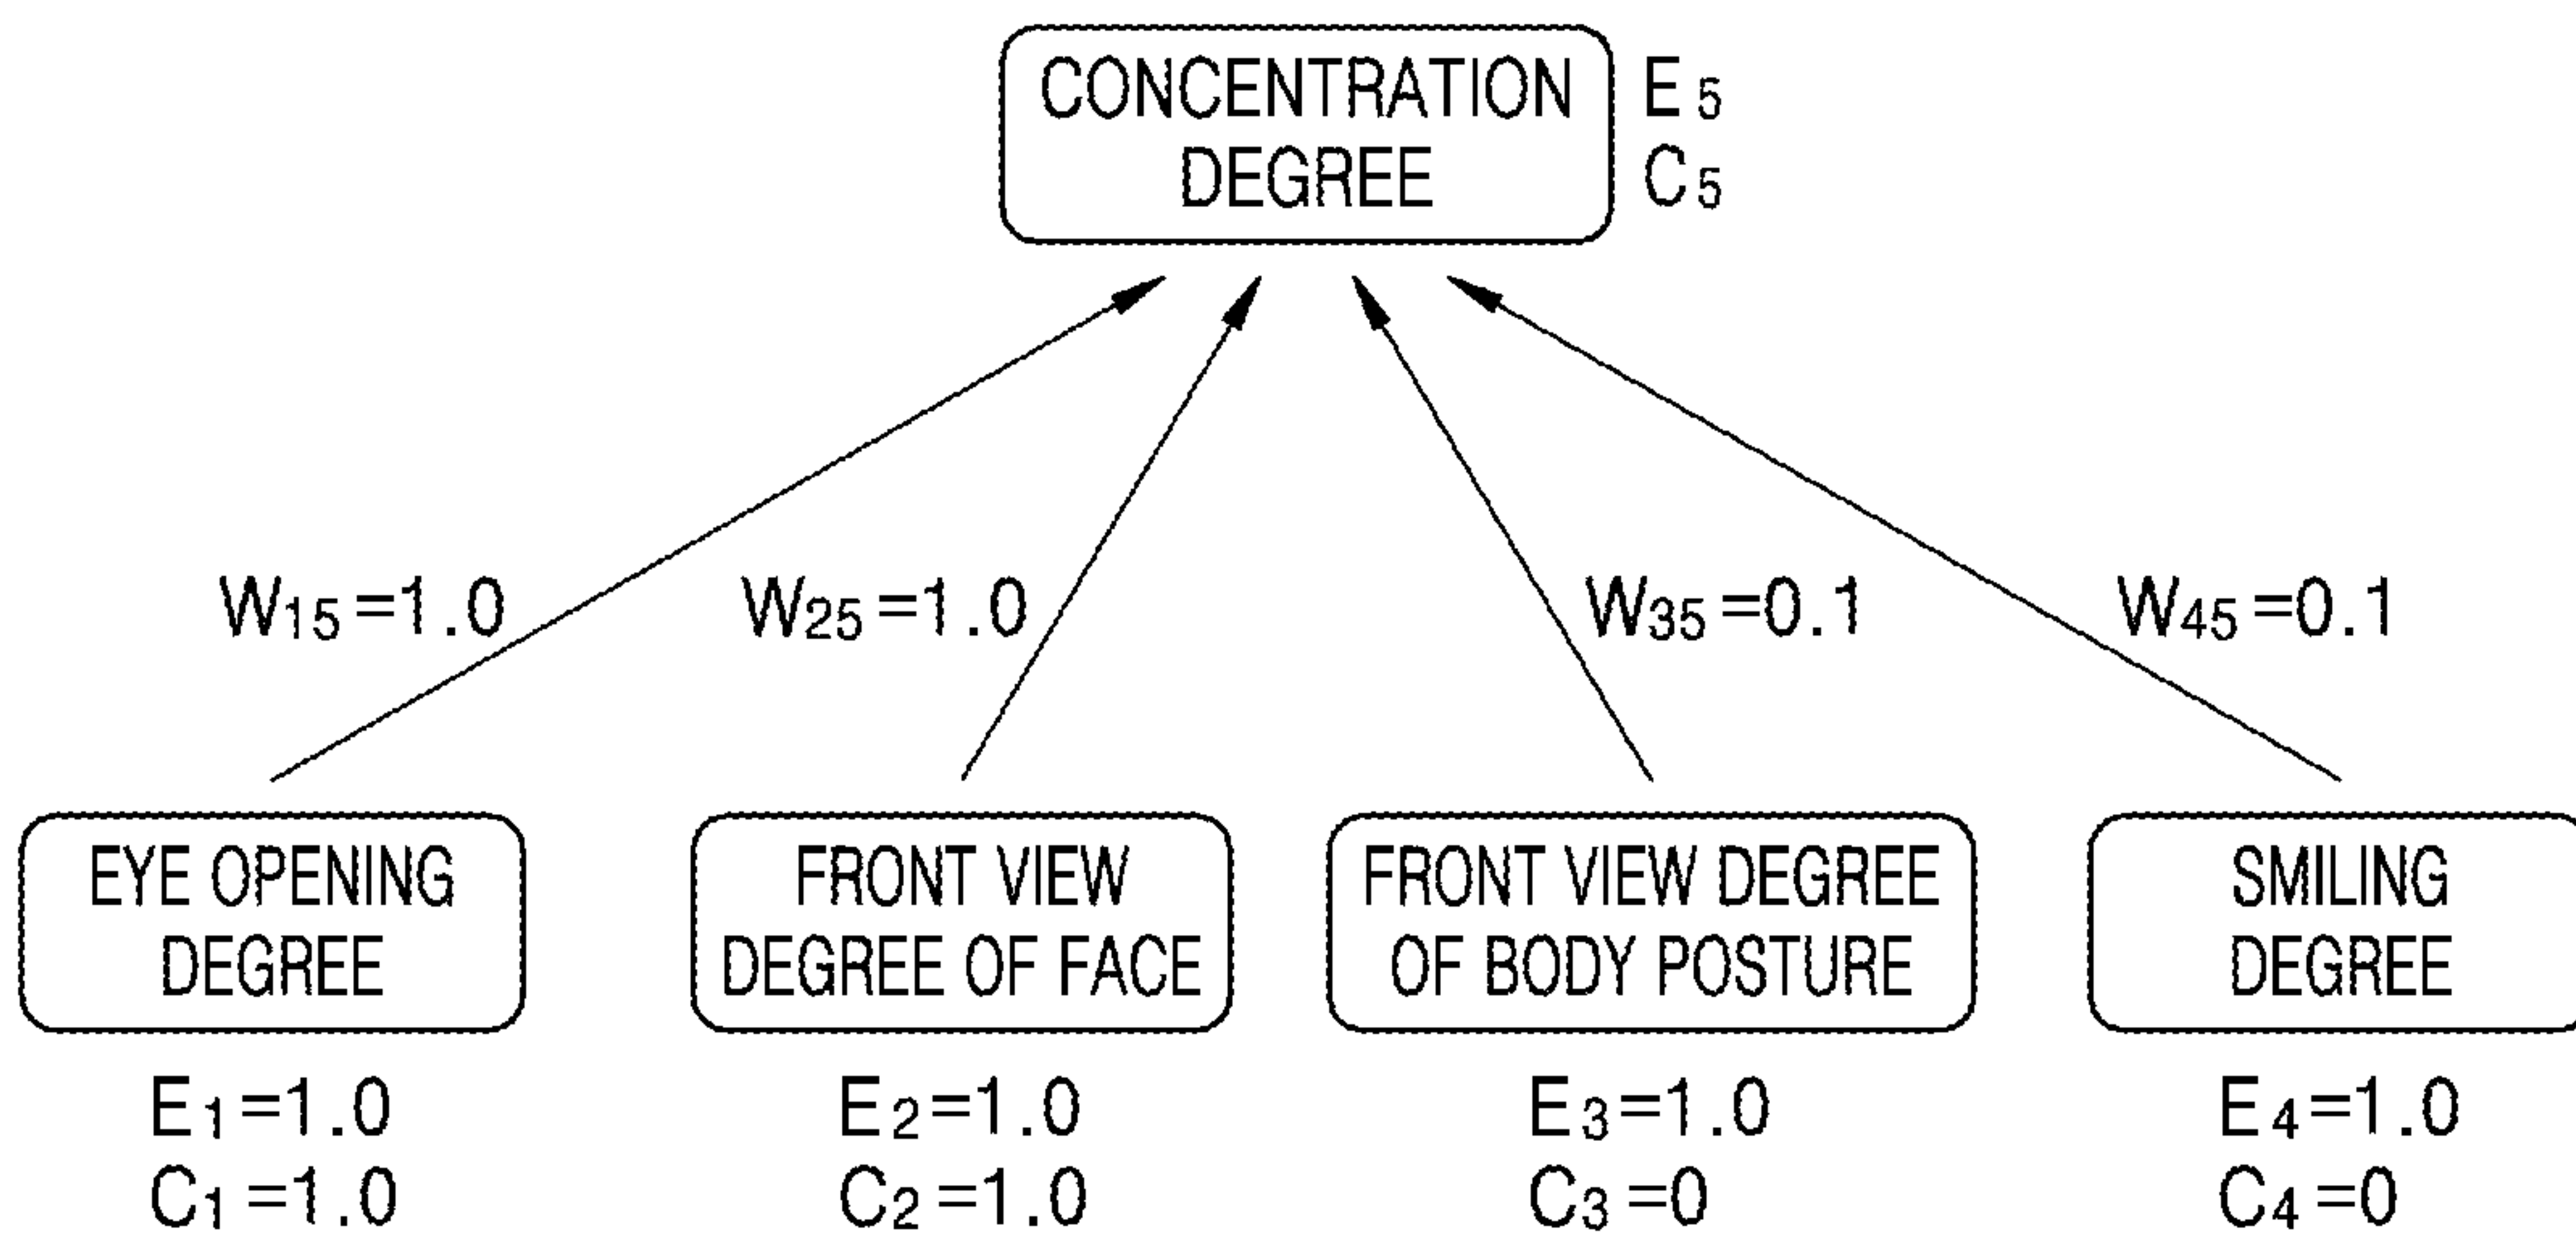 CONCENTRATION
DEGREE
E5
C5
W15=1.0
W25=1.0
W35=0.1
W45=0.1
EYE OPENING
DEGREE
FRONT VIEW
DEGREE OF FACE
FRONT VIEW DEGREE
OF BODY POSTURE
SMILING
DEGREE
E1=1.0
C1=1.0
E2=1.0
C2=1.0
E3=1.0
C3=0
E4=1.0
C4=0